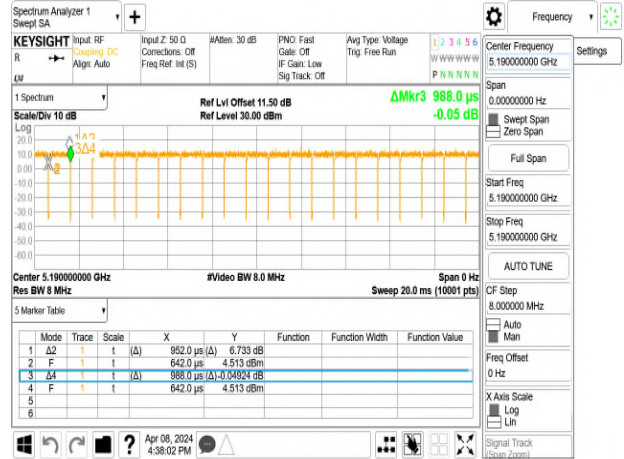 Spectrum Analyzer 1
Swept SA
Frequency
KEYSIGHT
R
Input: RF
Coupling: DC
Align: Auto
Input Z: 50 Ω
Corrections: Off
Freq Ref: Int (S)
#Atten: 30 dB
PNO: Fast
Gate: Off
IF Gain: Low
Sig Track: Off
Avg Type: Voltage
Trig: Free Run
1 2 3 4 5 6
W W W W W W
P N N N N N
1 Spectrum
Scale/Div 10 dB
Ref Lvl Offset 11.50 dB
Ref Level 30.00 dBm
ΔMkr3 988.0 µs
-0.05 dB
Log
20.0
10.0
0.00
-10.0
-20.0
-30.0
-40.0
-50.0
-60.0
1Δ2
3Δ4
Center 5.190000000 GHz
Res BW 8 MHz
#Video BW 8.0 MHz
Span 0 Hz
Sweep 20.0 ms (10001 pts)
5 Marker Table
Mode Trace Scale X Y Function Function Width Function Value
1 Δ2 1 t (Δ) 952.0 µs (Δ) 6.733 dB
2 F 1 t 642.0 µs 4.513 dBm
3 Δ4 1 t (Δ) 988.0 µs (Δ) -0.04924 dB
4 F 1 t 642.0 µs 4.513 dBm
5
6
Apr 08, 2024
4:38:02 PM
Center Frequency
5.190000000 GHz
Settings
Span
0.00000000 Hz
Swept Span
Zero Span
Full Span
Start Freq
5.190000000 GHz
Stop Freq
5.190000000 GHz
AUTO TUNE
CF Step
8.000000 MHz
Auto
Man
Freq Offset
0 Hz
X Axis Scale
Log
Lin
Signal Track
(Span Zoom)